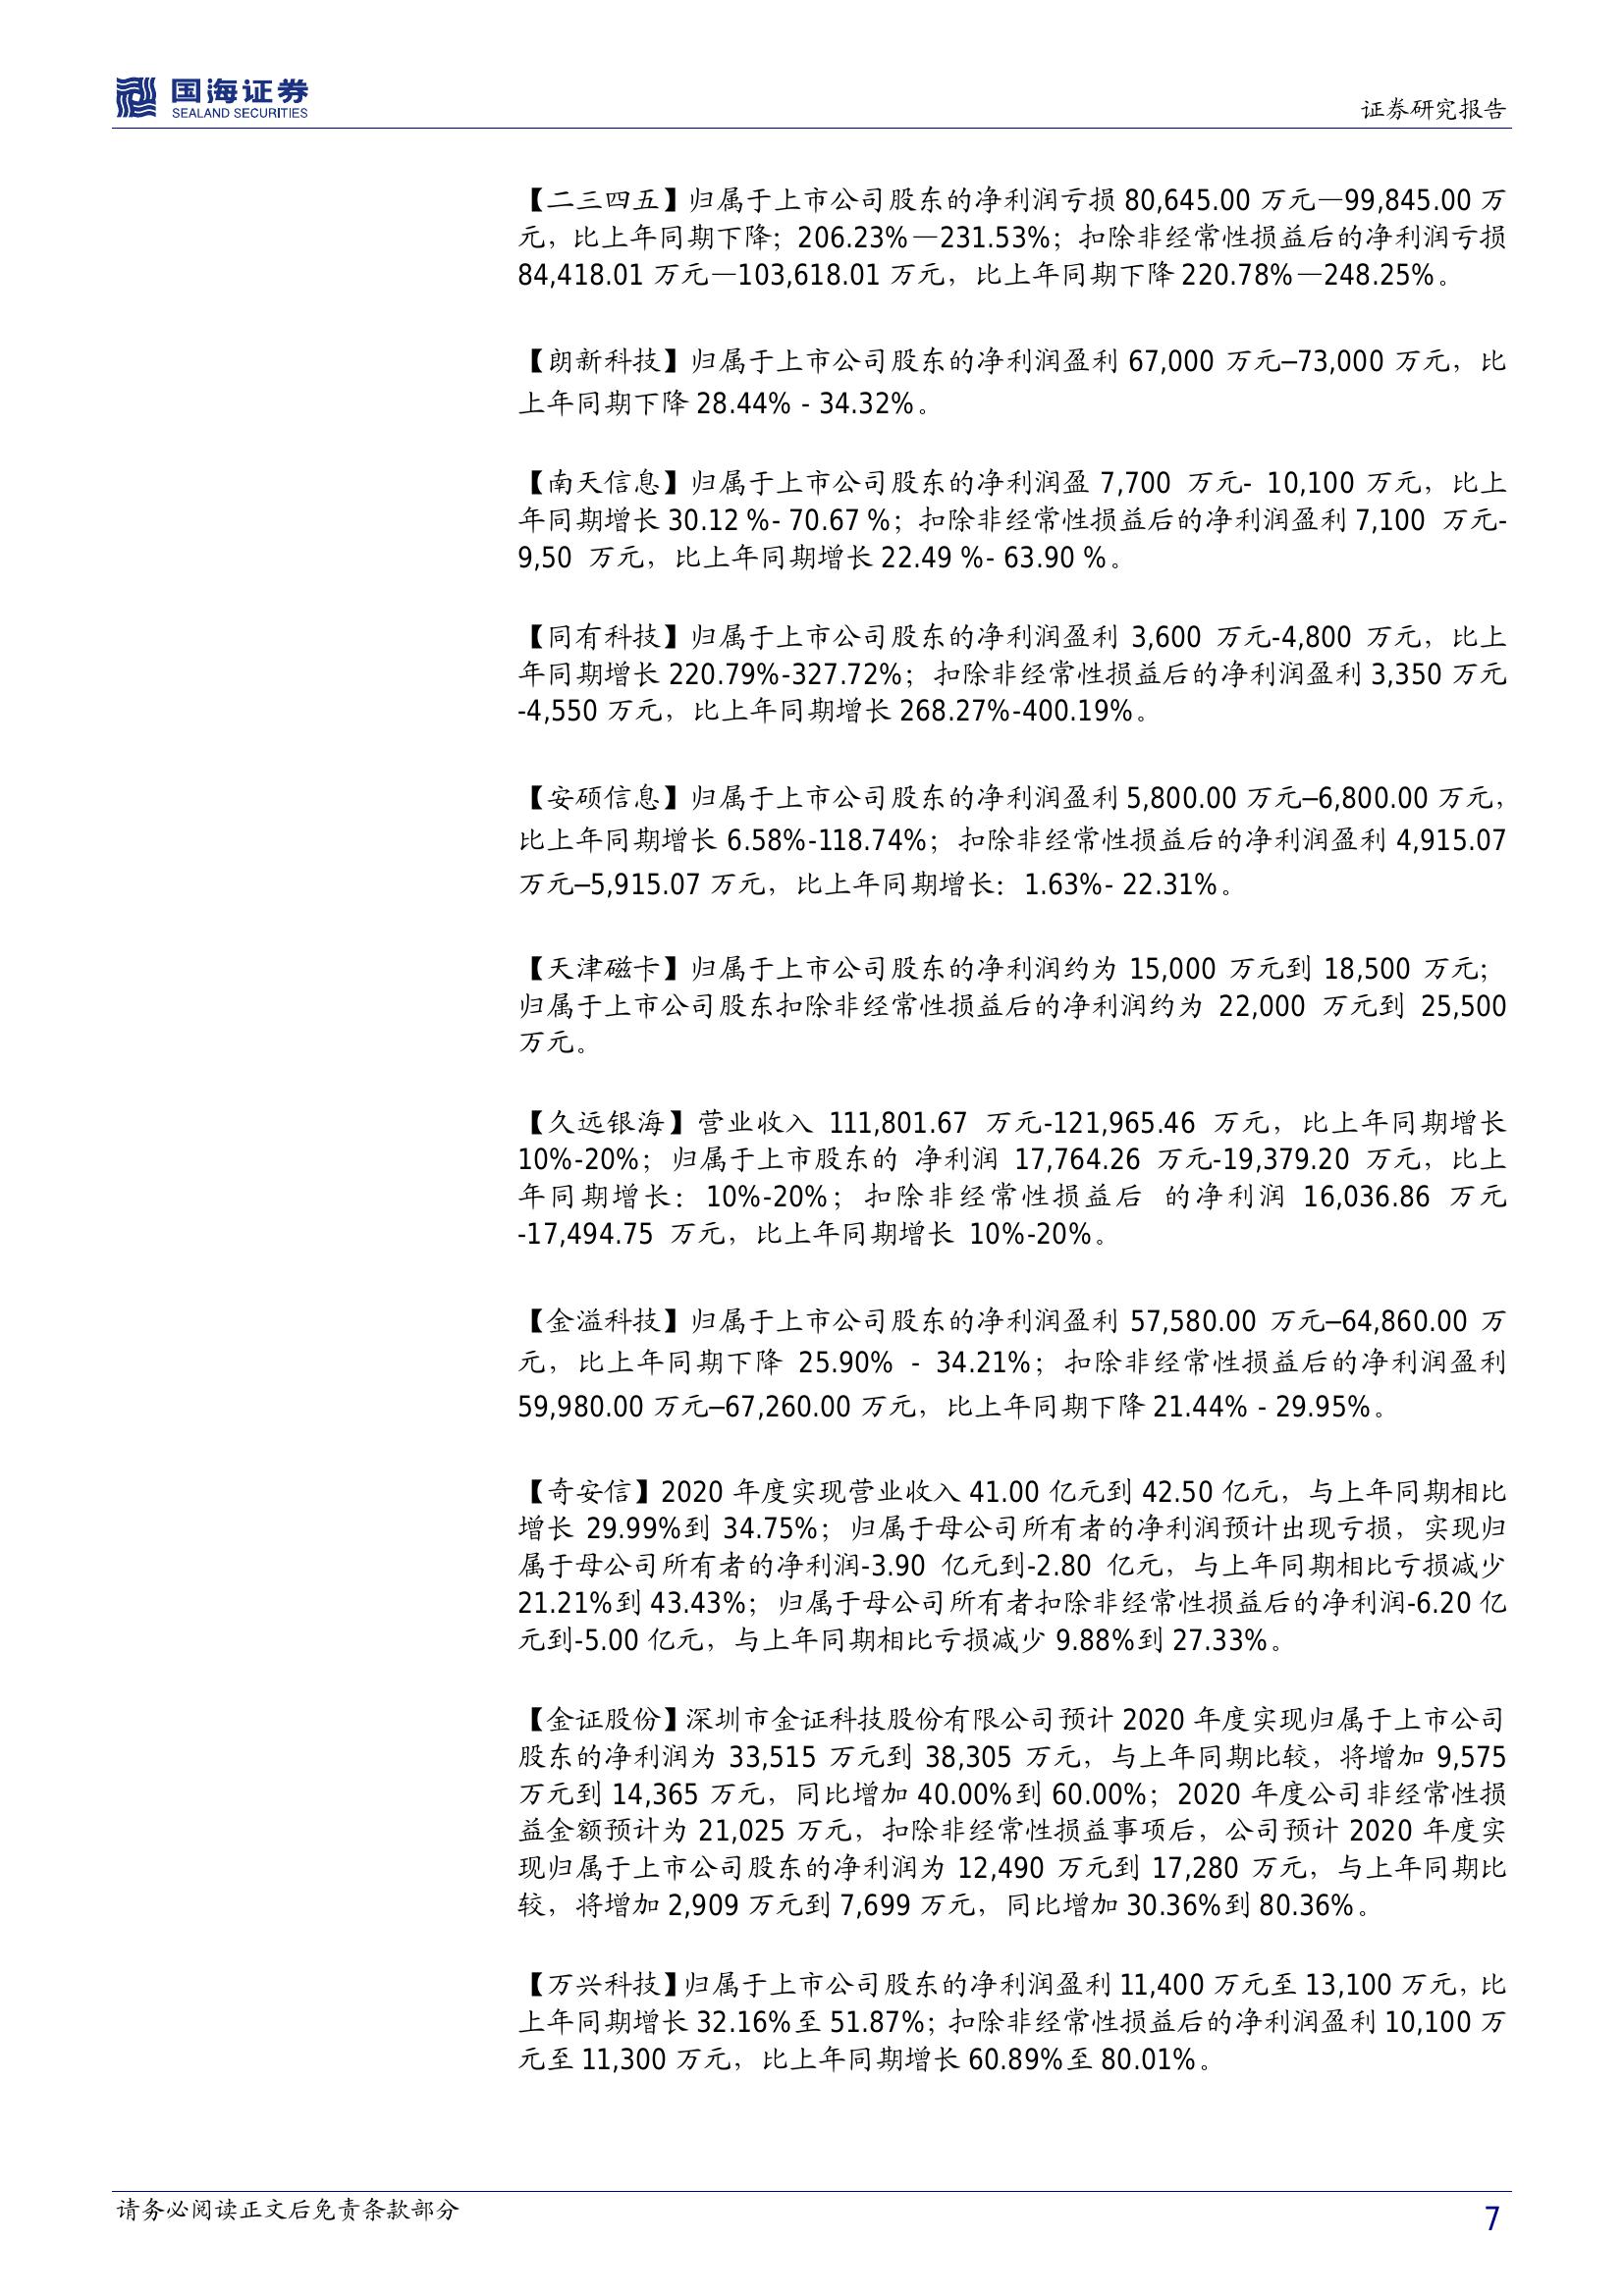 国海证券
SEALAND SECURITIES
证券研究报告
【二三四五】归属于上市公司股东的净利润亏损 80,645.00 万元—99,845.00 万
元，比上年同期下降；206.23%—231.53%；扣除非经常性损益后的净利润亏损
84,418.01 万元—103,618.01 万元，比上年同期下降 220.78%—248.25%。
【朗新科技】归属于上市公司股东的净利润盈利 67,000 万元–73,000 万元，比
上年同期下降 28.44% - 34.32%。
【南天信息】归属于上市公司股东的净利润盈 7,700 万元- 10,100 万元，比上
年同期增长 30.12 %- 70.67 %；扣除非经常性损益后的净利润盈利 7,100 万元-
9,50 万元，比上年同期增长 22.49 %- 63.90 %。
【同有科技】归属于上市公司股东的净利润盈利 3,600 万元-4,800 万元，比上
年同期增长 220.79%-327.72%；扣除非经常性损益后的净利润盈利 3,350 万元
-4,550 万元，比上年同期增长 268.27%-400.19%。
【安硕信息】归属于上市公司股东的净利润盈利 5,800.00 万元–6,800.00 万元，
比上年同期增长 6.58%-118.74%；扣除非经常性损益后的净利润盈利 4,915.07
万元–5,915.07 万元，比上年同期增长：1.63%- 22.31%。
【天津磁卡】归属于上市公司股东的净利润约为 15,000 万元到 18,500 万元；
归属于上市公司股东扣除非经常性损益后的净利润约为 22,000 万元到 25,500
万元。
【久远银海】营业收入 111,801.67 万元-121,965.46 万元，比上年同期增长
10%-20%；归属于上市股东的 净利润 17,764.26 万元-19,379.20 万元，比上
年同期增长：10%-20%；扣除非经常性损益后 的净利润 16,036.86 万元
-17,494.75 万元，比上年同期增长 10%-20%。
【金溢科技】归属于上市公司股东的净利润盈利 57,580.00 万元–64,860.00 万
元，比上年同期下降 25.90% - 34.21%；扣除非经常性损益后的净利润盈利
59,980.00 万元–67,260.00 万元，比上年同期下降 21.44% - 29.95%。
【奇安信】2020 年度实现营业收入 41.00 亿元到 42.50 亿元，与上年同期相比
增长 29.99%到 34.75%；归属于母公司所有者的净利润预计出现亏损，实现归
属于母公司所有者的净利润-3.90 亿元到-2.80 亿元，与上年同期相比亏损减少
21.21%到 43.43%；归属于母公司所有者扣除非经常性损益后的净利润-6.20 亿
元到-5.00 亿元，与上年同期相比亏损减少 9.88%到 27.33%。
【金证股份】深圳市金证科技股份有限公司预计 2020 年度实现归属于上市公司
股东的净利润为 33,515 万元到 38,305 万元，与上年同期比较，将增加 9,575
万元到 14,365 万元，同比增加 40.00%到 60.00%；2020 年度公司非经常性损
益金额预计为 21,025 万元，扣除非经常性损益事项后，公司预计 2020 年度实
现归属于上市公司股东的净利润为 12,490 万元到 17,280 万元，与上年同期比
较，将增加 2,909 万元到 7,699 万元，同比增加 30.36%到 80.36%。
【万兴科技】归属于上市公司股东的净利润盈利 11,400 万元至 13,100 万元，比
上年同期增长 32.16%至 51.87%；扣除非经常性损益后的净利润盈利 10,100 万
元至 11,300 万元，比上年同期增长 60.89%至 80.01%。
请务必阅读正文后免责条款部分
7